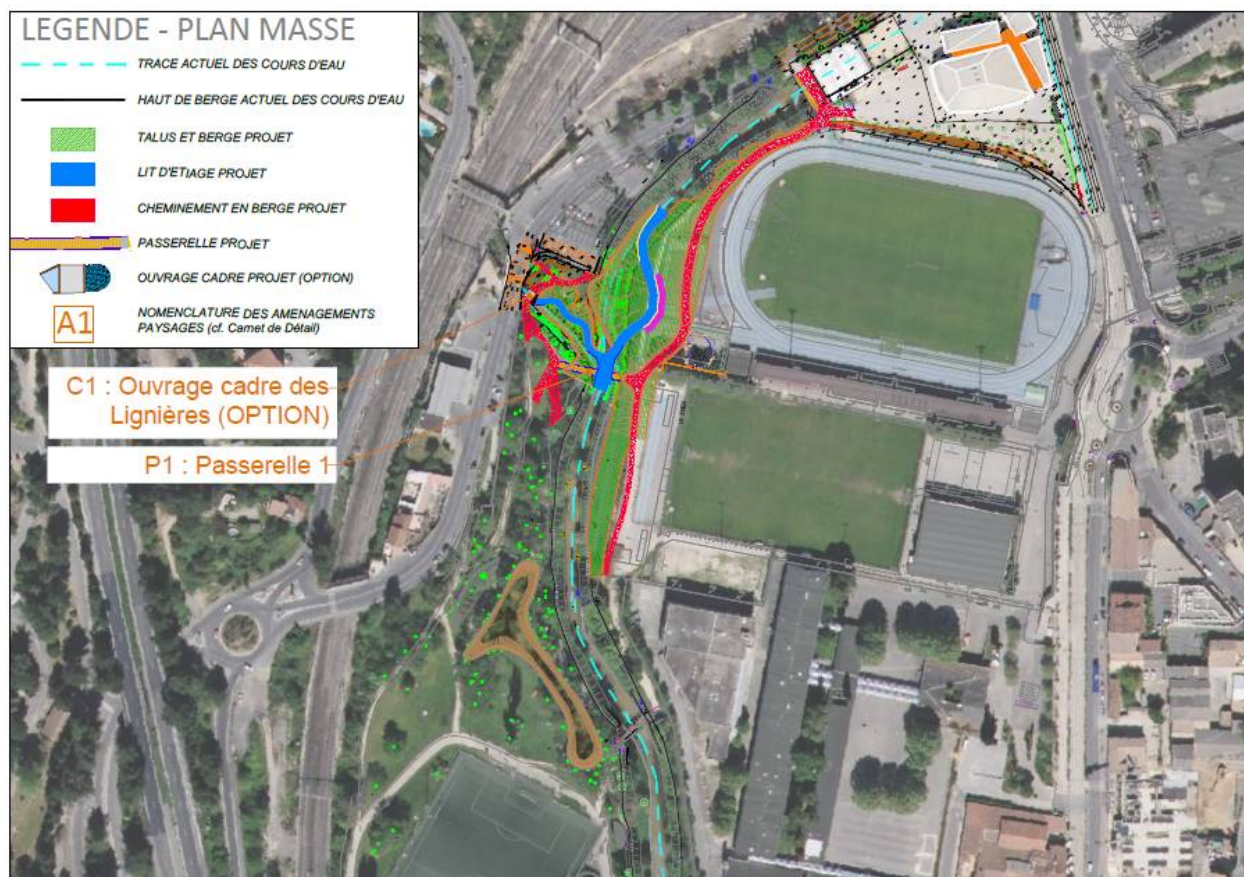 LEGENDE - PLAN MASSE
TRACE ACTUEL DES COURS D'EAU
HAUT DE BERGE ACTUEL DES COURS D'EAU
TALUS ET BERGE PROJET
LIT D'ETIAGE PROJET
CHEMINEMENT EN BERGE PROJET
PASSERELLE PROJET
OUVRAGE CADRE PROJET (OPTION)
A1
NOMENCLATURE DES AMENAGEMENTS
PAYSAGES (cf. Carnet de Détail)
C1 : Ouvrage cadre des
Lignières (OPTION)
P1 : Passerelle 1